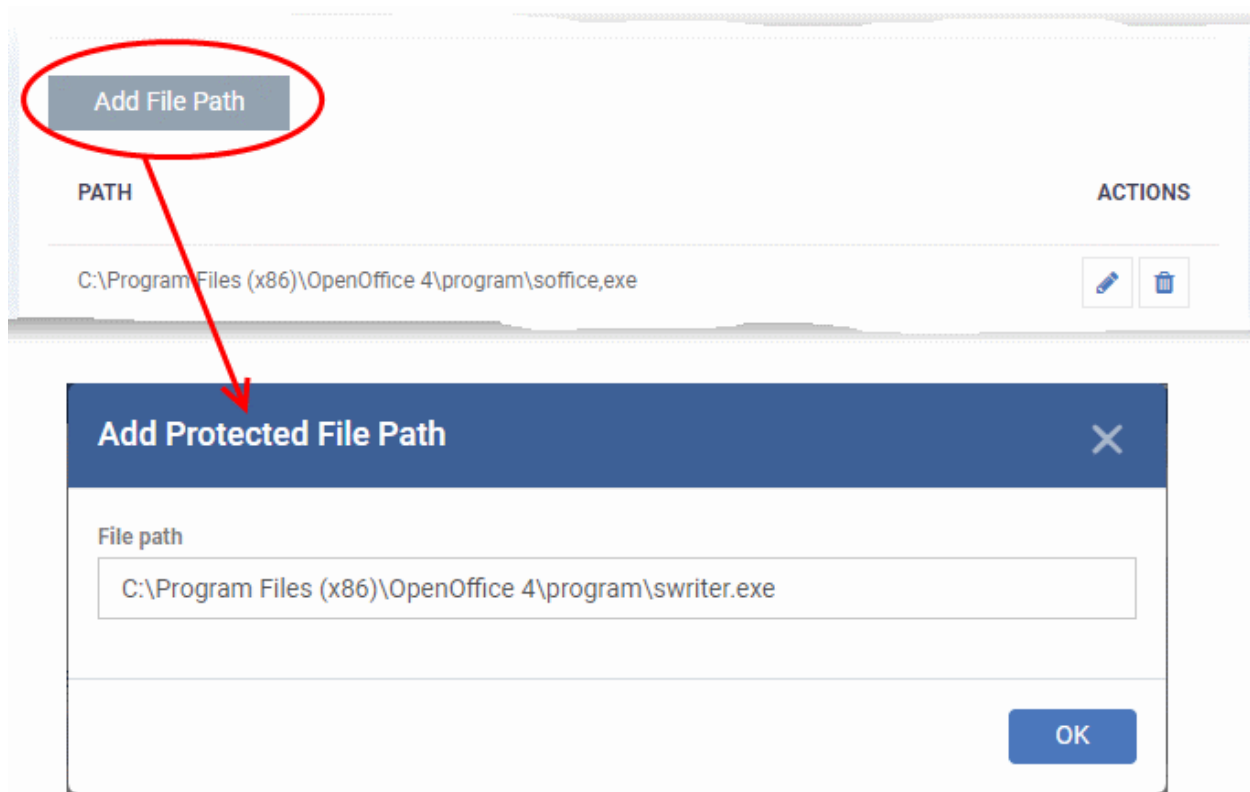 Add File Path
PATH ACTIONS
C:\Program Files (x86)\OpenOffice 4\program\soffice,exe
Add Protected File Path
File path
C:\Program Files (x86)\OpenOffice 4\program\swriter.exe
OK